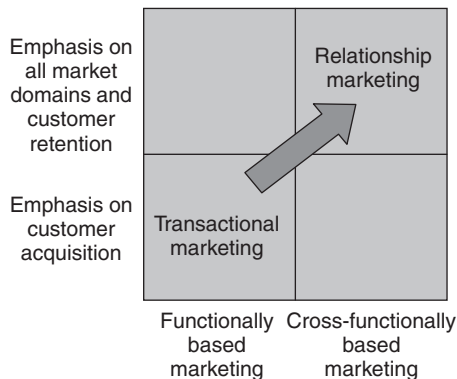 Emphasis on
all market
domains and
customer
retention
Relationship
marketing
Emphasis on
customer
acquisition
Transactional
marketing
Functionally
based
marketing
Cross-functionally
based
marketing